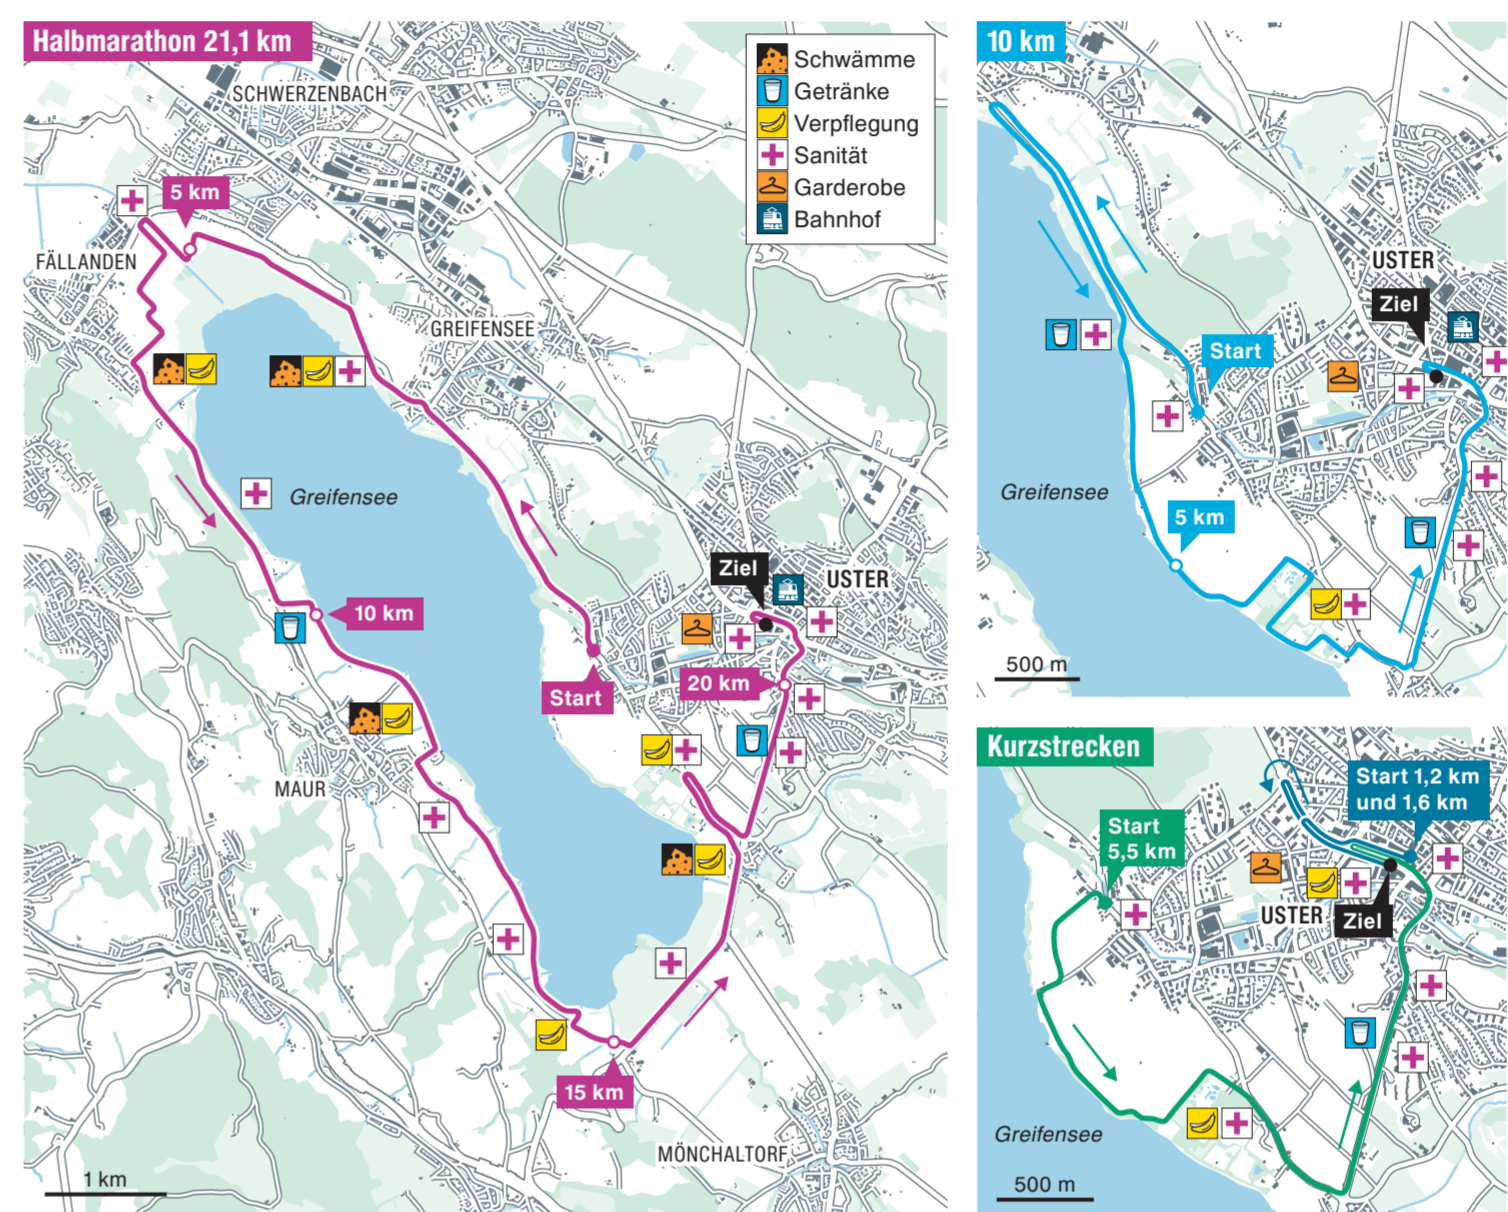 Halbmarathon 21,1 km
Schwämme
Getränke
Verpflegung
Sanität
Garderobe
Bahnhof
SCHWERZENBACH
5 km
FÄLLANDEN
GREIFENSEE
Greifensee
10 km
Ziel
USTER
Start
20 km
MAUR
15 km
MÖNCHALTORF
1 km
10 km
USTER
Ziel
Start
Greifensee
5 km
500 m
Kurzstrecken
Start 1,2 km
und 1,6 km
Start
5,5 km
USTER
Ziel
Greifensee
500 m